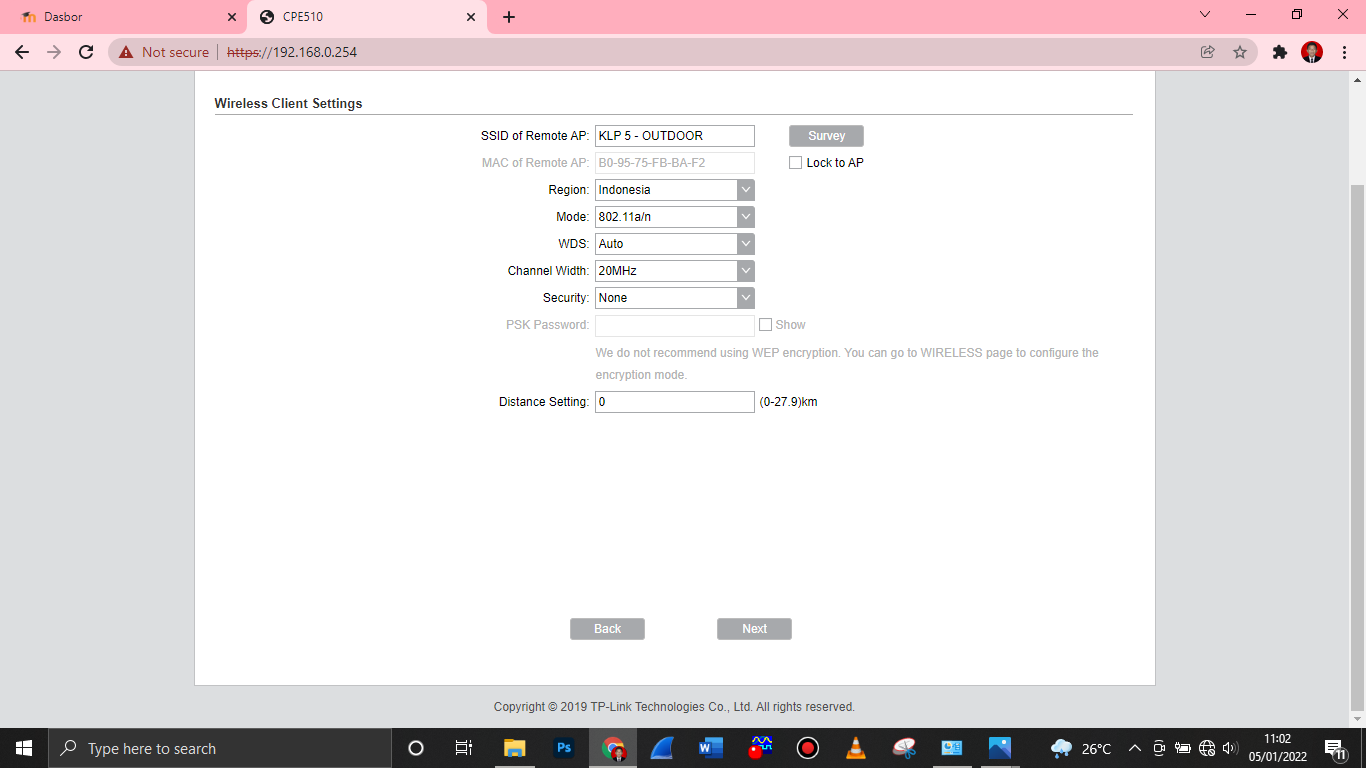 Dasbor
CPE510
Not secure https://192.168.0.254
Wireless Client Settings
SSID of Remote AP: KLP 5 - OUTDOOR Survey
MAC of Remote AP: B0-95-75-FB-BA-F2 Lock to AP
Region: Indonesia
Mode: 802.11a/n
WDS: Auto
Channel Width: 20MHz
Security: None
PSK Password: Show
We do not recommend using WEP encryption. You can go to WIRELESS page to configure the
encryption mode.
Distance Setting: 0 (0-27.9)km
Back Next
Copyright © 2019 TP-Link Technologies Co., Ltd. All rights reserved.
Type here to search
Ps
W
26°C
11:02
05/01/2022
11